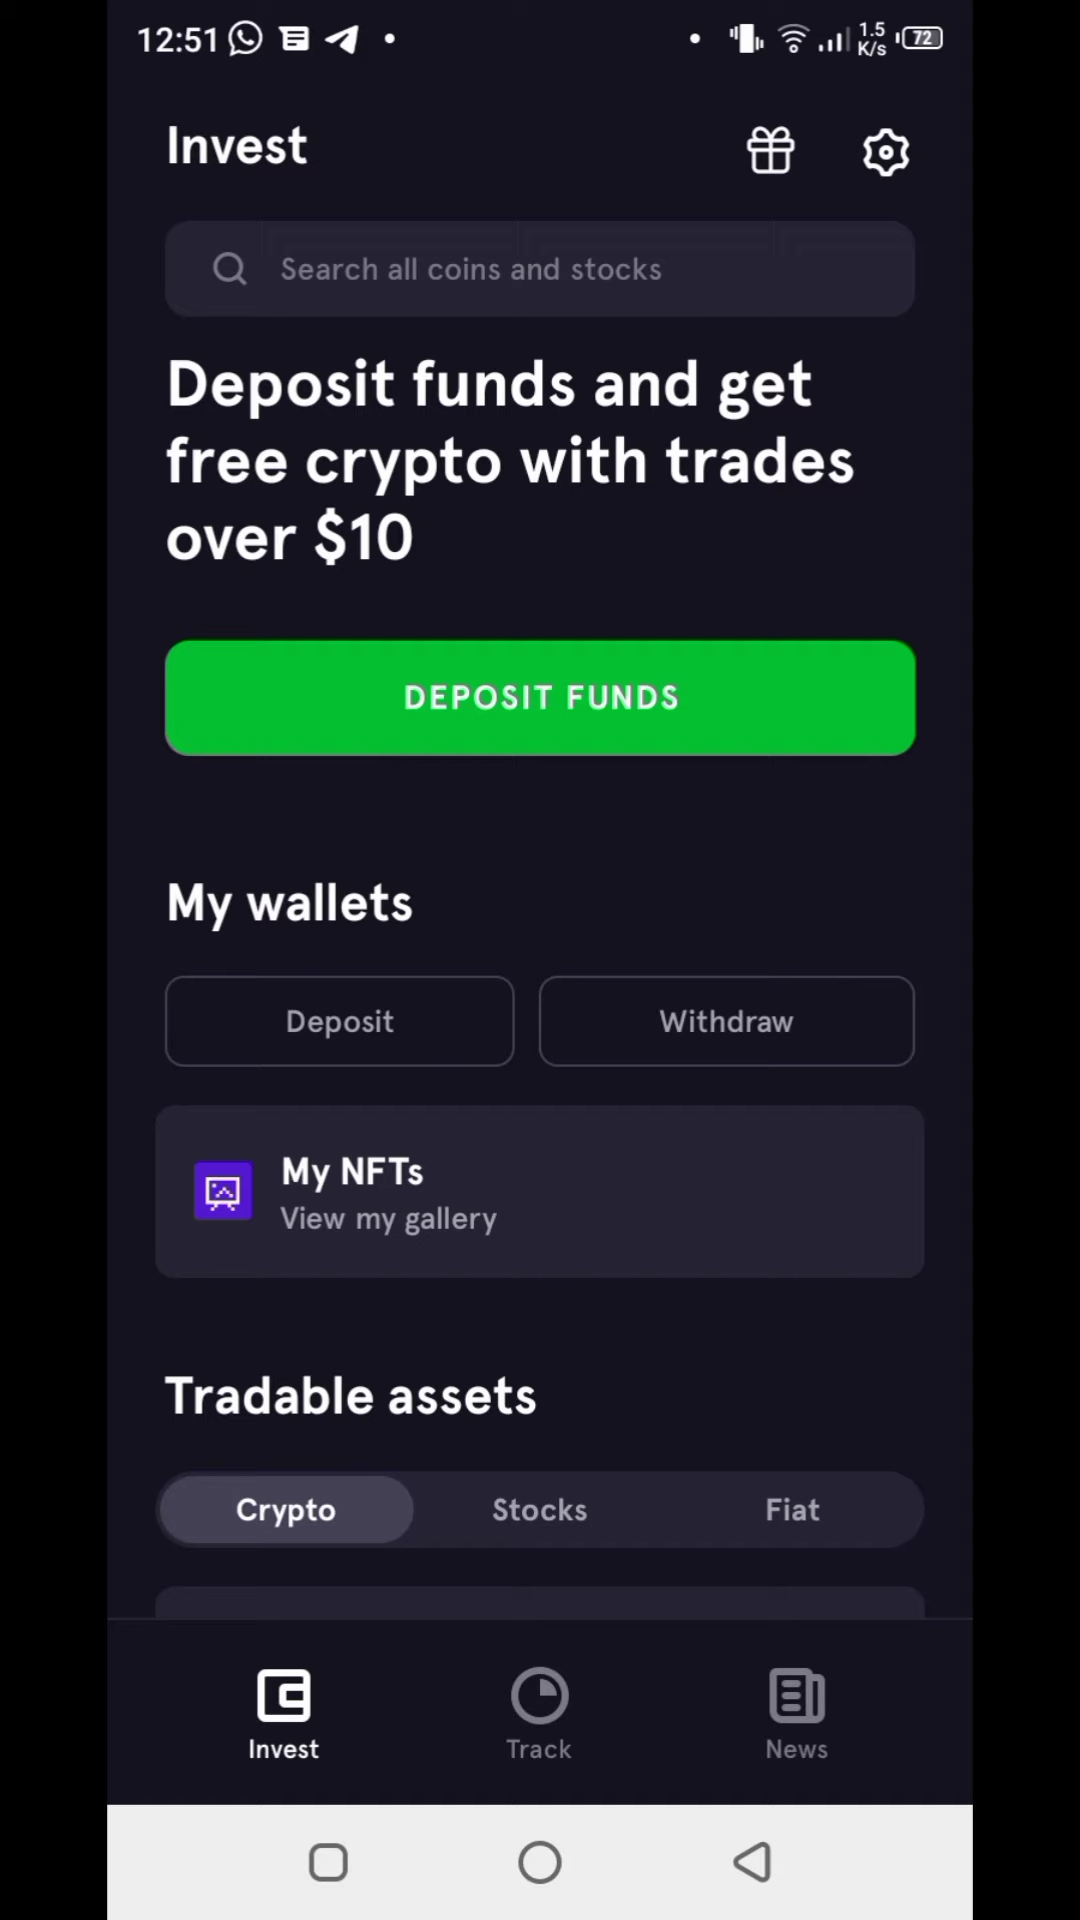 12:51
1.5
K/s
72
Invest
Search all coins and stocks
Deposit funds and get
free crypto with trades
over $10
DEPOSIT FUNDS
My wallets
Deposit
Withdraw
My NFTs
View my gallery
Tradable assets
Crypto
Stocks
Fiat
Invest
Track
News